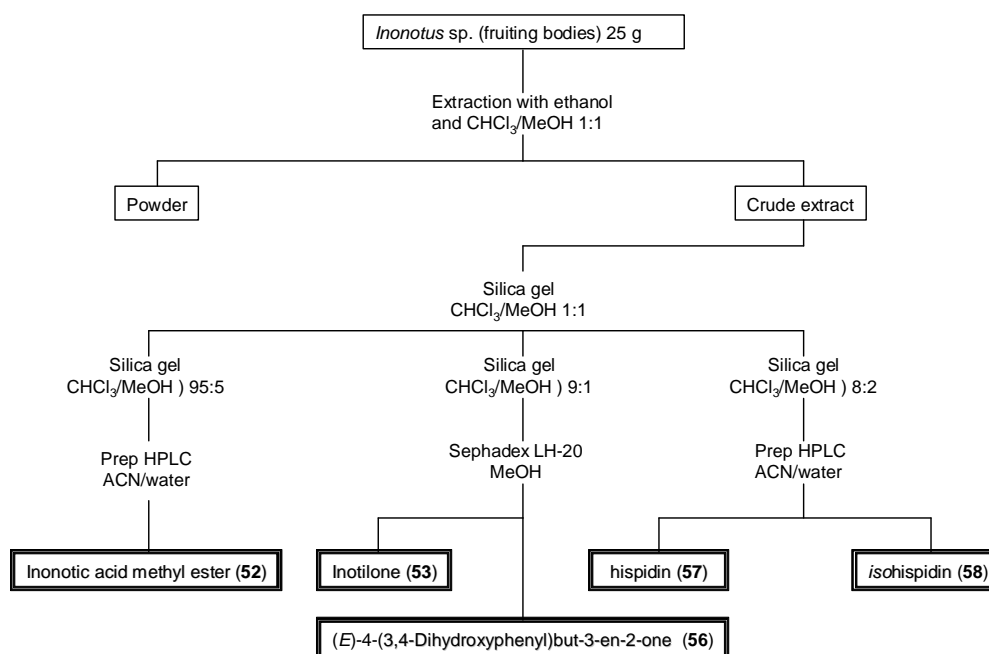 Inonotus sp. (fruiting bodies) 25 g
Extraction with ethanol
and CHCl₃/MeOH 1:1
Powder
Crude extract
Silica gel
CHCl₃/MeOH 1:1
Silica gel
CHCl₃/MeOH ) 95:5
Silica gel
CHCl₃/MeOH ) 9:1
Silica gel
CHCl₃/MeOH ) 8:2
Prep HPLC
ACN/water
Sephadex LH-20
MeOH
Prep HPLC
ACN/water
Inonotic acid methyl ester (52)
Inotilone (53)
hispidin (57)
isohispidin (58)
(E)-4-(3,4-Dihydroxyphenyl)but-3-en-2-one (56)